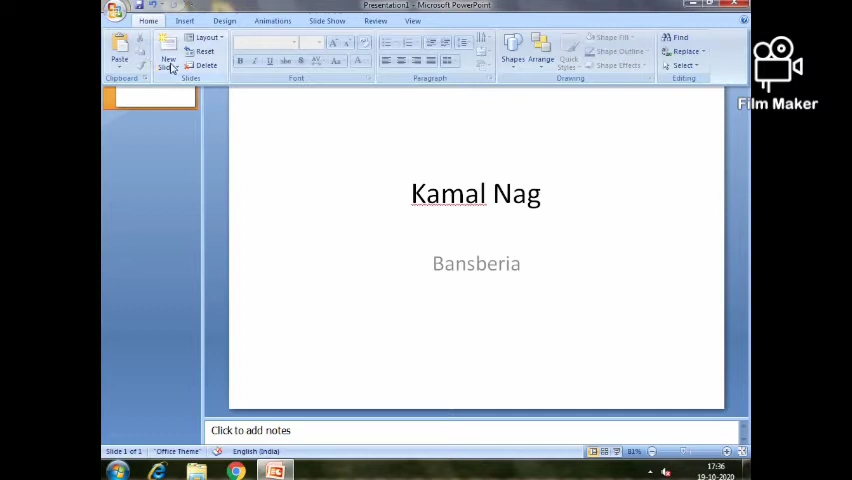 Presentation1 - Microsoft PowerPoint
Home Insert Design Animations Slide Show Review View
Paste
Clipboard
New
Slide
Layout
Reset
Delete
Slides
B I U abe S AV Aa A
Font
Paragraph
Shapes Arrange Quick
Styles
Shape Fill
Shape Outline
Shape Effects
Drawing
Find
Replace
Select
Editing
Film Maker
Kamal Nag
Bansberia
Click to add notes
Slide 1 of 1 "Office Theme" English (India) 81%
17:36
19-10-2020